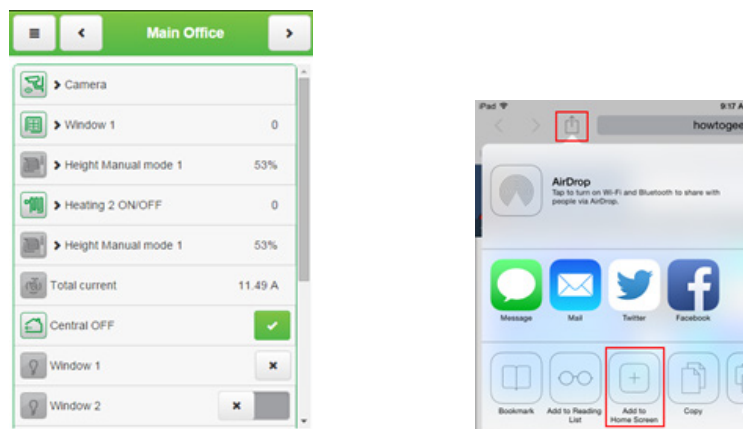 Main Office
Camera
Window 1 0
Height Manual mode 1 53%
Heating 2 ON/OFF 0
Height Manual mode 1 53%
Total current 11.49 A
Central OFF
Window 1
Window 2
iPad 9:17 A
howtogee
AirDrop
Tap to turn on Wi-Fi and Bluetooth to share with
people via AirDrop.
Message Mail Twitter Facebook
Bookmark Add to Reading List Add to Home Screen Copy